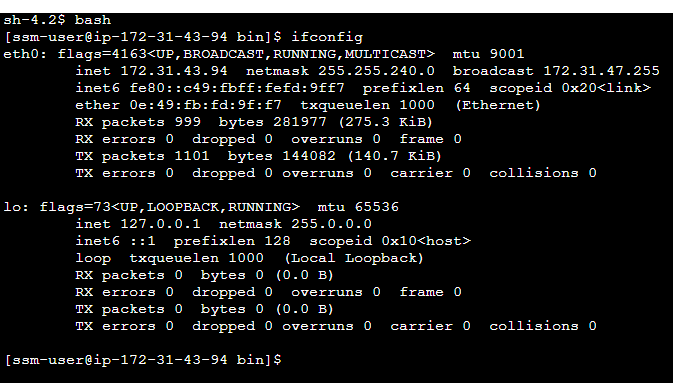 sh-4.2$ bash
[ssm-user@ip-172-31-43-94 bin]$ ifconfig
eth0: flags=4163<UP,BROADCAST,RUNNING,MULTICAST>  mtu 9001
        inet 172.31.43.94  netmask 255.255.240.0  broadcast 172.31.47.255
        inet6 fe80::c49:fbff:fefd:9ff7  prefixlen 64  scopeid 0x20<link>
        ether 0e:49:fb:fd:9f:f7  txqueuelen 1000  (Ethernet)
        RX packets 999  bytes 281977 (275.3 KiB)
        RX errors 0  dropped 0  overruns 0  frame 0
        TX packets 1101  bytes 144082 (140.7 KiB)
        TX errors 0  dropped 0 overruns 0  carrier 0  collisions 0

lo: flags=73<UP,LOOPBACK,RUNNING>  mtu 65536
        inet 127.0.0.1  netmask 255.0.0.0
        inet6 ::1  prefixlen 128  scopeid 0x10<host>
        loop  txqueuelen 1000  (Local Loopback)
        RX packets 0  bytes 0 (0.0 B)
        RX errors 0  dropped 0  overruns 0  frame 0
        TX packets 0  bytes 0 (0.0 B)
        TX errors 0  dropped 0 overruns 0  carrier 0  collisions 0

[ssm-user@ip-172-31-43-94 bin]$